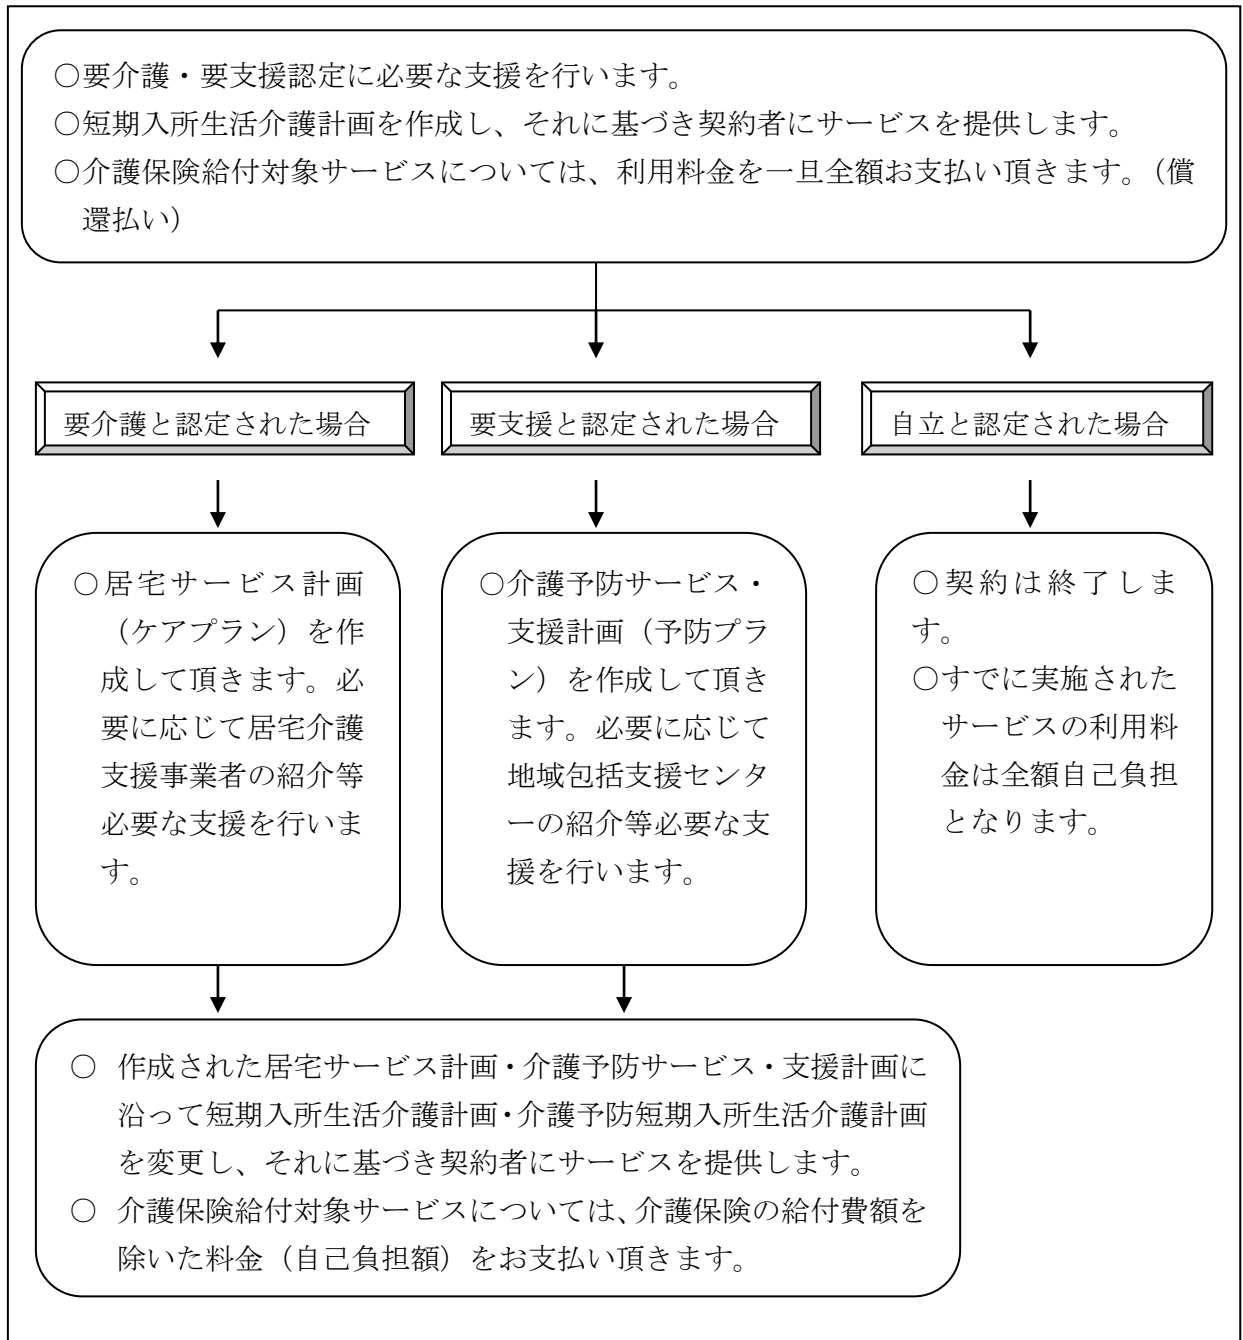 ○要介護・要支援認定に必要な支援を行います。
○短期入所生活介護計画を作成し、それに基づき契約者にサービスを提供します。
○介護保険給付対象サービスについては、利用料金を一旦全額お支払い頂きます。（償
還払い）
要介護と認定された場合
要支援と認定された場合
自立と認定された場合
○居宅サービス計画
（ケアプラン）を作
成して頂きます。必
要に応じて居宅介護
支援事業者の紹介等
必要な支援を行いま
す。
○介護予防サービス・
支援計画（予防プラ
ン）を作成して頂き
ます。必要に応じて
地域包括支援センタ
ーの紹介等必要な支
援を行います。
○契約は終了しま
す。
○すでに実施された
サービスの利用料
金は全額自己負担
となります。
○ 作成された居宅サービス計画・介護予防サービス・支援計画に
沿って短期入所生活介護計画・介護予防短期入所生活介護計画
を変更し、それに基づき契約者にサービスを提供します。
○ 介護保険給付対象サービスについては、介護保険の給付費額を
除いた料金（自己負担額）をお支払い頂きます。